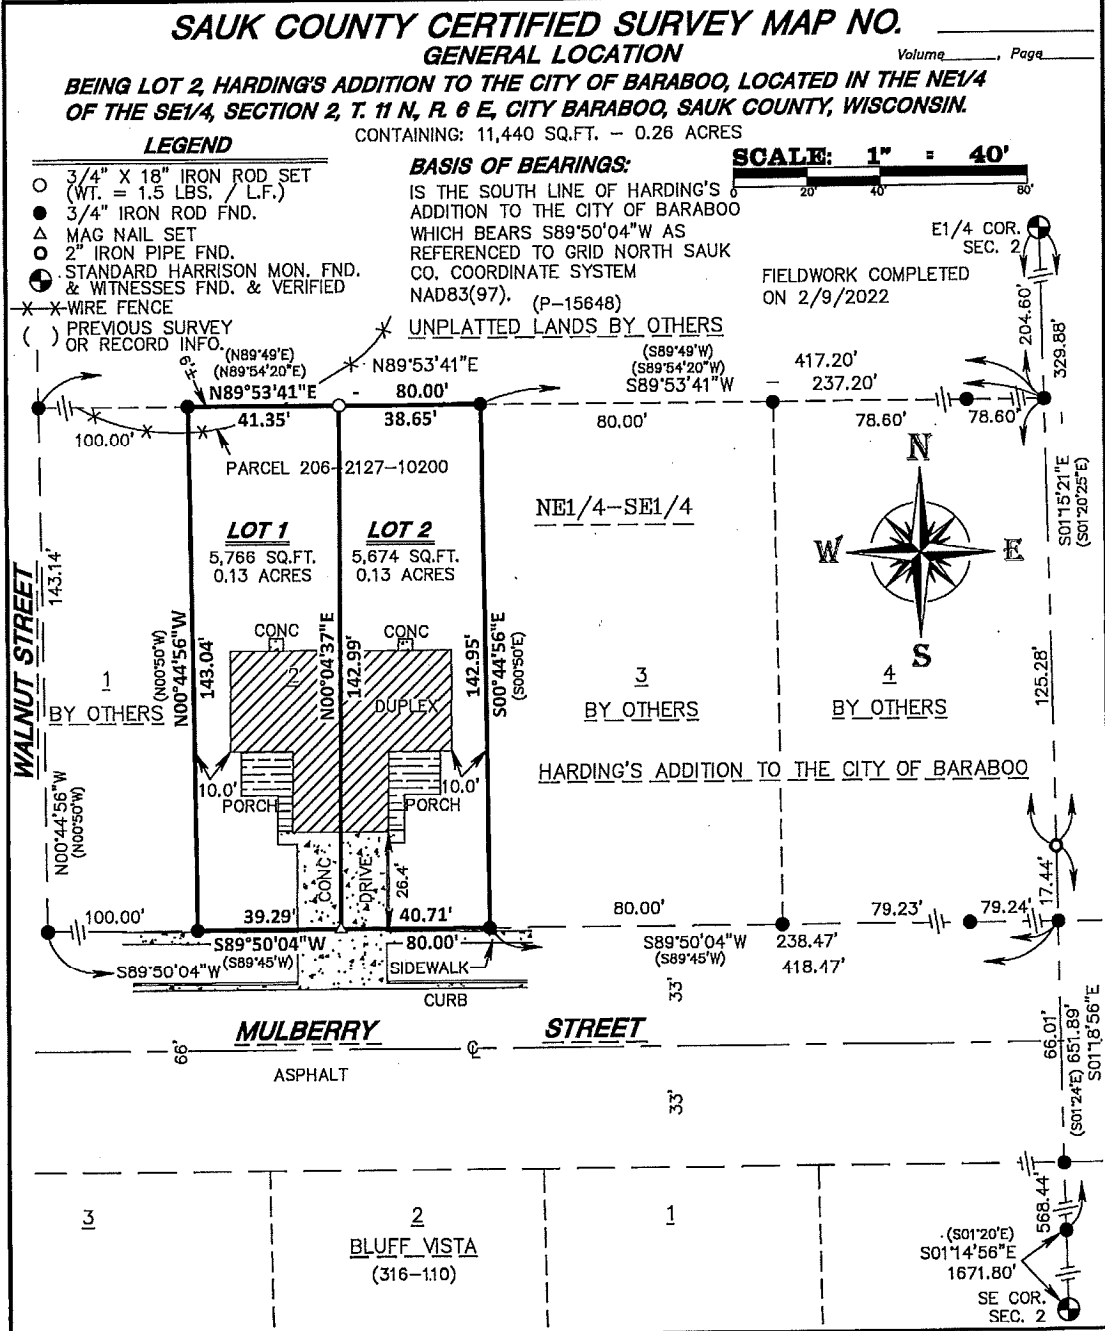 SAUK COUNTY CERTIFIED SURVEY MAP NO.
GENERAL LOCATION
Volume____, Page____
BEING LOT 2, HARDING'S ADDITION TO THE CITY OF BARABOO, LOCATED IN THE NE1/4
OF THE SE1/4, SECTION 2, T. 11 N, R. 6 E, CITY BARABOO, SAUK COUNTY, WISCONSIN.
CONTAINING: 11,440 SQ.FT. – 0.26 ACRES
LEGEND
3/4" X 18" IRON ROD SET
(WT. = 1.5 LBS. / L.F.)
3/4" IRON ROD FND.
MAG NAIL SET
2" IRON PIPE FND.
STANDARD HARRISON MON. FND.
& WITNESSES FND. & VERIFIED
WIRE FENCE
( ) PREVIOUS SURVEY
OR RECORD INFO.
BASIS OF BEARINGS:
IS THE SOUTH LINE OF HARDING'S
ADDITION TO THE CITY OF BARABOO
WHICH BEARS S89°50'04"W AS
REFERENCED TO GRID NORTH SAUK
CO. COORDINATE SYSTEM
NAD83(97).
(P-15648)
UNPLATTED LANDS BY OTHERS
SCALE: 1" = 40'
0 20' 40' 80'
E1/4 COR.
SEC. 2
FIELDWORK COMPLETED
ON 2/9/2022
204.60'
329.88'
(N89°49'E)
(N89°54'20"E)
N89°53'41"E - 80.00'
N89°53'41"E
41.35'
38.65'
100.00'
(S89°49'W)
(S89°54'20"W)
S89°53'41"W
417.20'
237.20'
80.00'
78.60'
78.60'
PARCEL 206-2127-10200
NE1/4-SE1/4
N
W
E
S
S01°15'21"E
(S01°20'25"E)
125.28'
LOT 1
5,766 SQ.FT.
0.13 ACRES
LOT 2
5,674 SQ.FT.
0.13 ACRES
WALNUT STREET
143.14'
N00°44'56"W
(N00°50'W)
1
BY OTHERS
(N00°50'W)
N00°44'56"W
143.04'
CONC
CONC
2
DUPLEX
N00°04'37"E
142.99'
142.95'
S00°44'56"E
(S00°50'E)
3
BY OTHERS
4
BY OTHERS
HARDING'S ADDITION TO THE CITY OF BARABOO
10.0'
PORCH
10.0'
PORCH
CONC
DRIVE
26.4'
17.44'
100.00'
39.29'
40.71'
S89°50'04"W
(S89°45'W)
80.00'
S89°50'04"W
SIDEWALK
CURB
80.00'
S89°50'04"W
(S89°45'W)
238.47'
418.47'
79.23'
79.24'
33'
MULBERRY STREET
66'
ASPHALT
33'
66.01'
(S01°24'E) 651.89'
S01°18'56"E
3
2
BLUFF VISTA
(316-110)
1
568.44'
(S01°20'E)
S01°14'56"E
1671.80'
SE COR.
SEC. 2